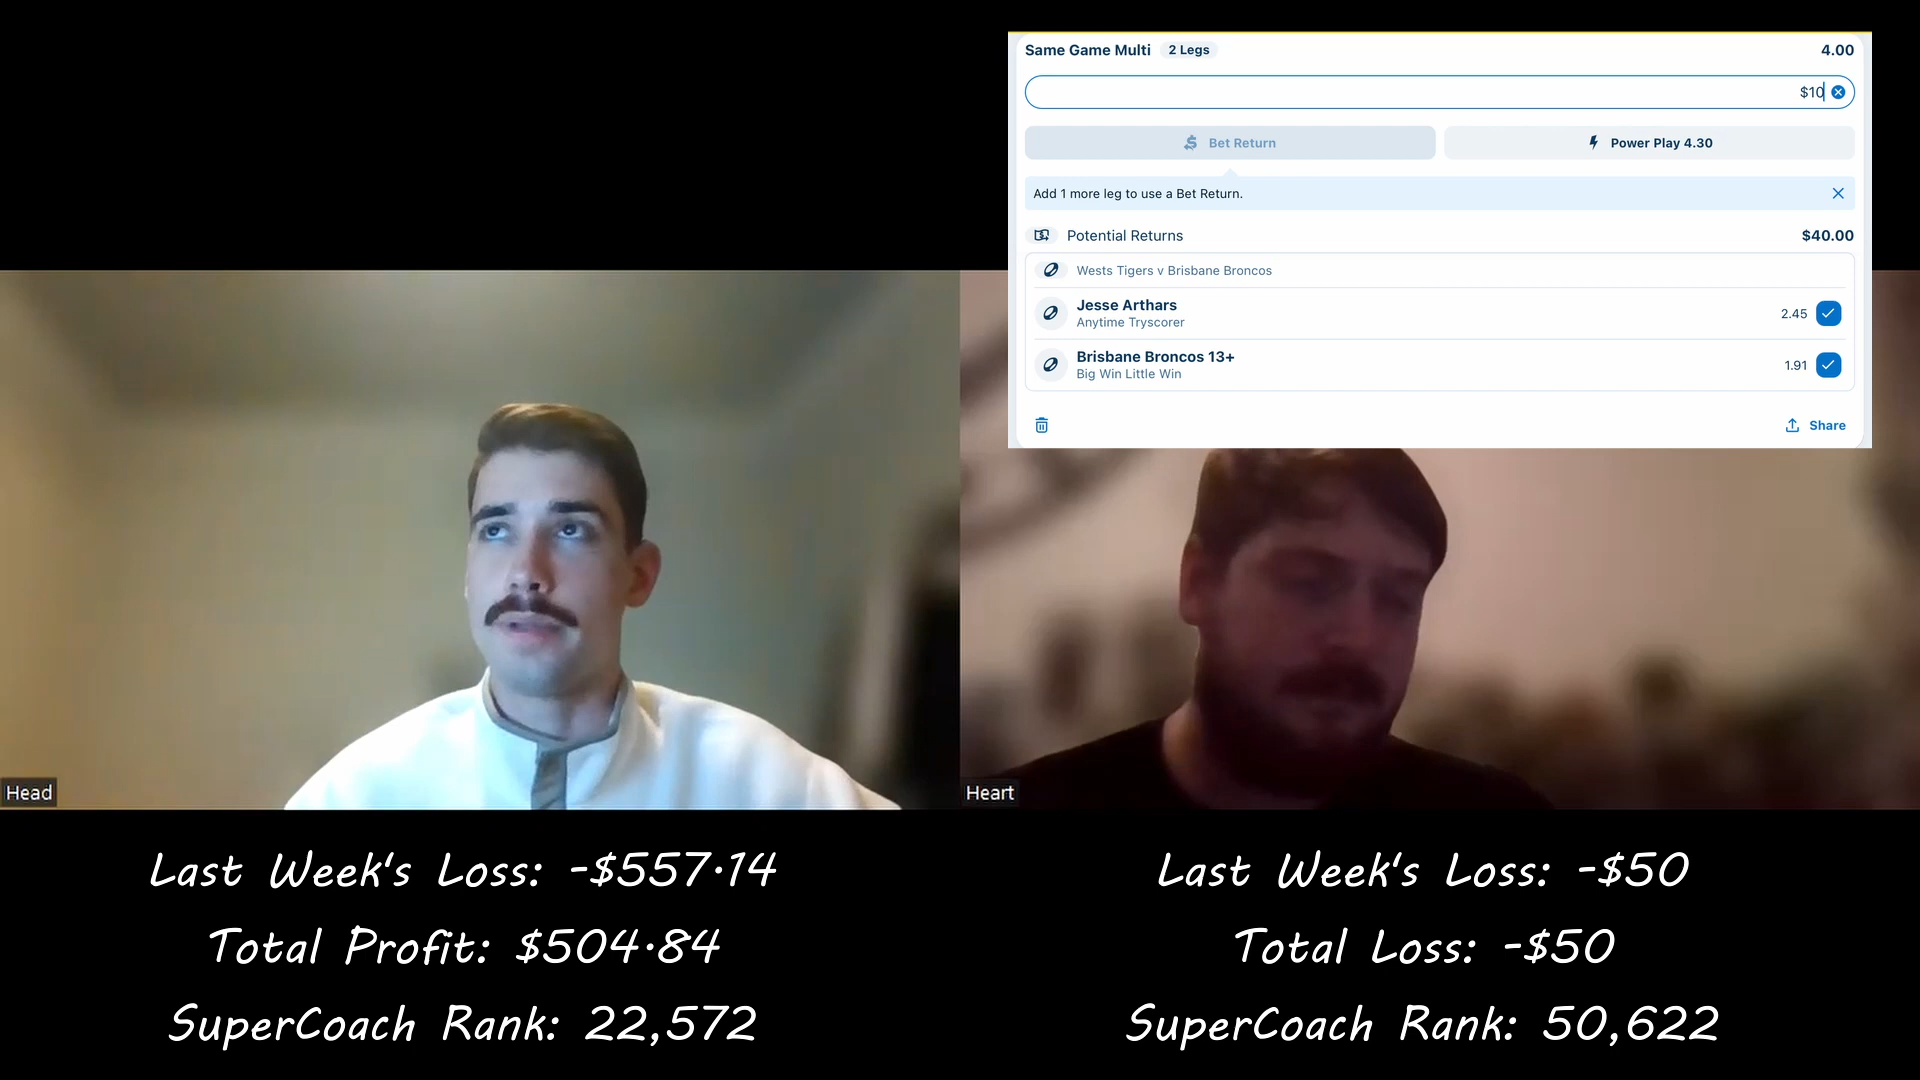 Same Game Multi 2 Legs 4.00
$10
Bet Return Power Play 4.30
Add 1 more leg to use a Bet Return.
Potential Returns $40.00
Wests Tigers v Brisbane Broncos
Jesse Arthars
Anytime Tryscorer
2.45
Brisbane Broncos 13+
Big Win Little Win
1.91
Share
Head
Heart
Last Week's Loss: -$557.14
Total Profit: $504.84
SuperCoach Rank: 22,572
Last Week's Loss: -$50
Total Loss: -$50
SuperCoach Rank: 50,622